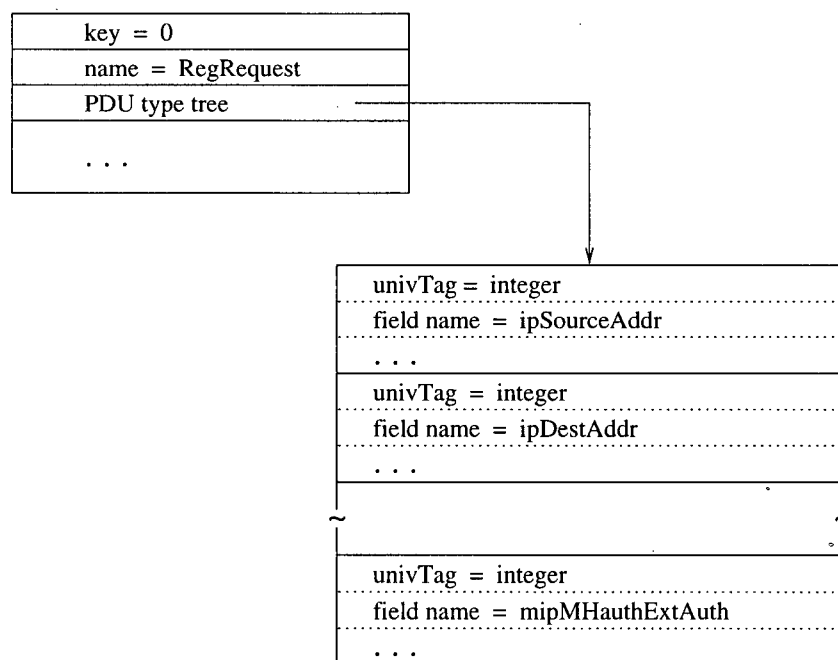 key = 0
name = RegRequest
PDU type tree
. . .
univTag = integer
field name = ipSourceAddr
. . .
univTag = integer
field name = ipDestAddr
. . .
~ ~
univTag = integer
field name = mipMHauthExtAuth
. . .